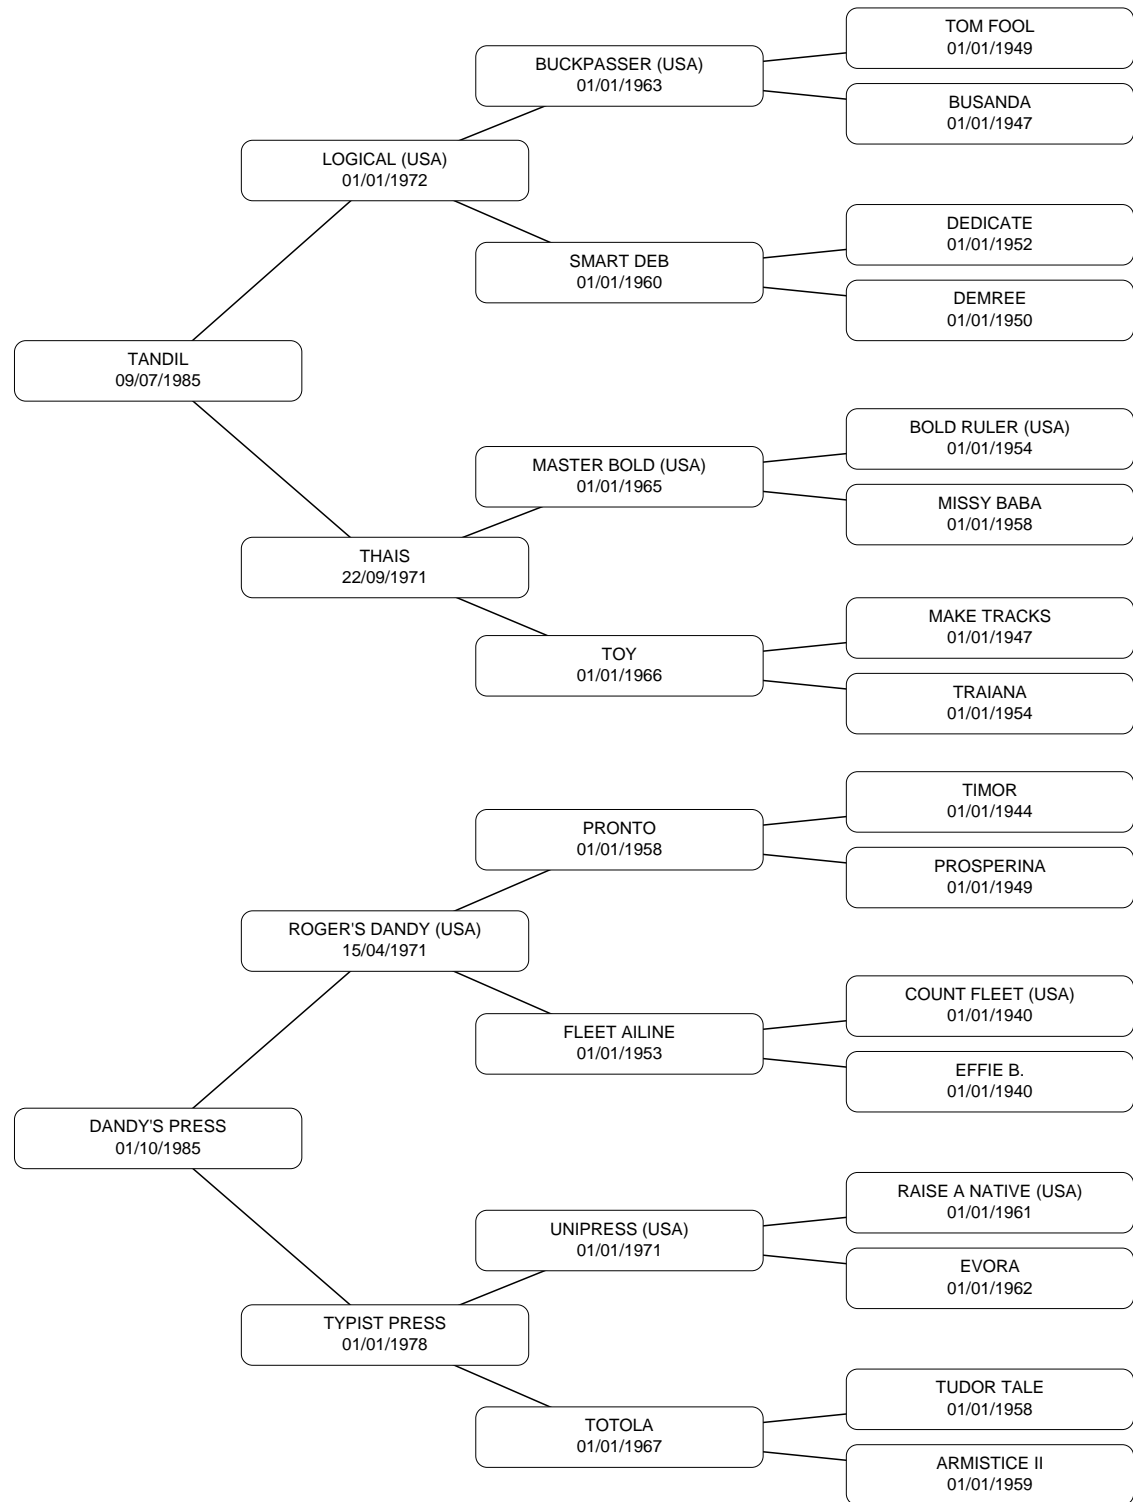 TOM FOOL
01/01/1949
BUCKPASSER (USA)
01/01/1963
BUSANDA
01/01/1947
LOGICAL (USA)
01/01/1972
DEDICATE
01/01/1952
SMART DEB
01/01/1960
DEMREE
01/01/1950
TANDIL
09/07/1985
BOLD RULER (USA)
01/01/1954
MASTER BOLD (USA)
01/01/1965
MISSY BABA
01/01/1958
THAIS
22/09/1971
MAKE TRACKS
01/01/1947
TOY
01/01/1966
TRAIANA
01/01/1954
TIMOR
01/01/1944
PRONTO
01/01/1958
PROSPERINA
01/01/1949
ROGER'S DANDY (USA)
15/04/1971
COUNT FLEET (USA)
01/01/1940
FLEET AILINE
01/01/1953
EFFIE B.
01/01/1940
DANDY'S PRESS
01/10/1985
RAISE A NATIVE (USA)
01/01/1961
UNIPRESS (USA)
01/01/1971
EVORA
01/01/1962
TYPIST PRESS
01/01/1978
TUDOR TALE
01/01/1958
TOTOLA
01/01/1967
ARMISTICE II
01/01/1959